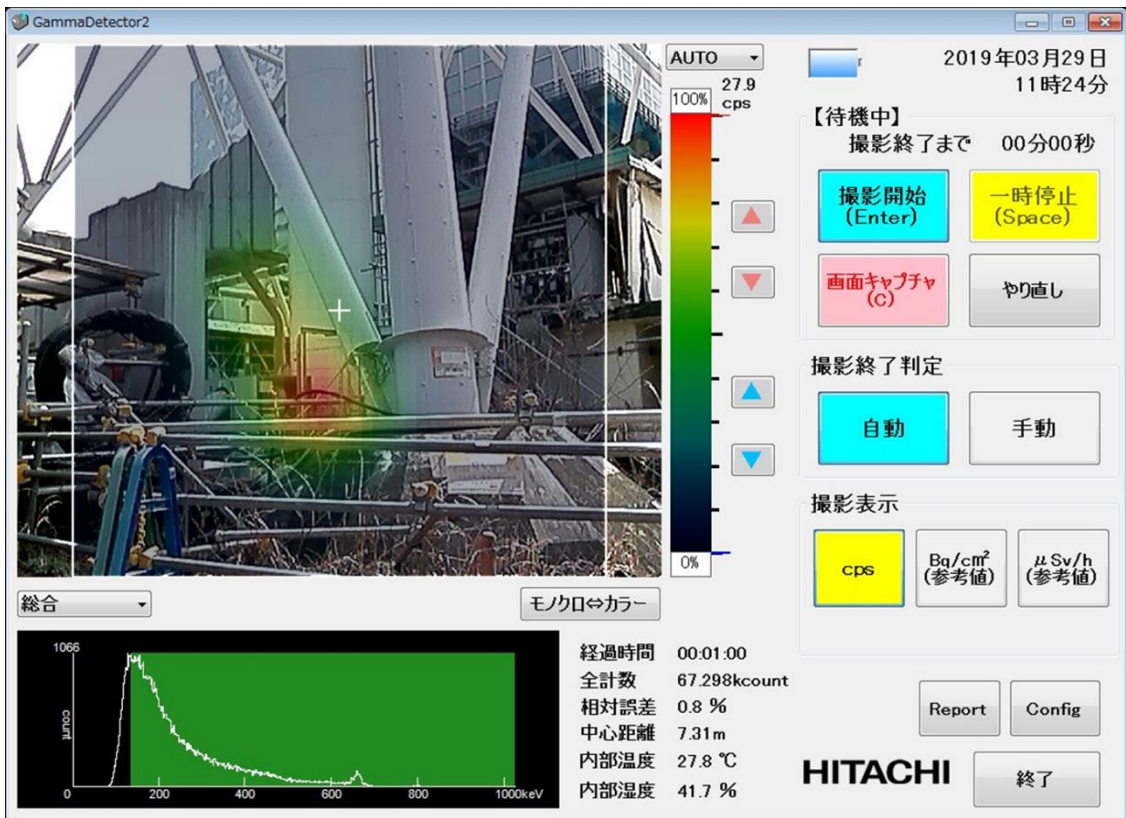 GammaDetector2
AUTO
27.9
cps
100%
0%
2019年03月29日
11時24分
【待機中】
撮影終了まで 00分00秒
撮影開始
(Enter)
一時停止
(Space)
画面キャプチャ
(C)
やり直し
撮影終了判定
自動
手動
撮影表示
cps
Bq/c㎡
(参考値)
μSv/h
(参考値)
総合
モノクロ⇔カラー
1066
count
0 200 400 600 800 1000keV
経過時間 00:01:00
全計数 67.298kcount
相対誤差 0.8 %
中心距離 7.31m
内部温度 27.8 ℃
内部湿度 41.7 %
Report
Config
HITACHI
終了